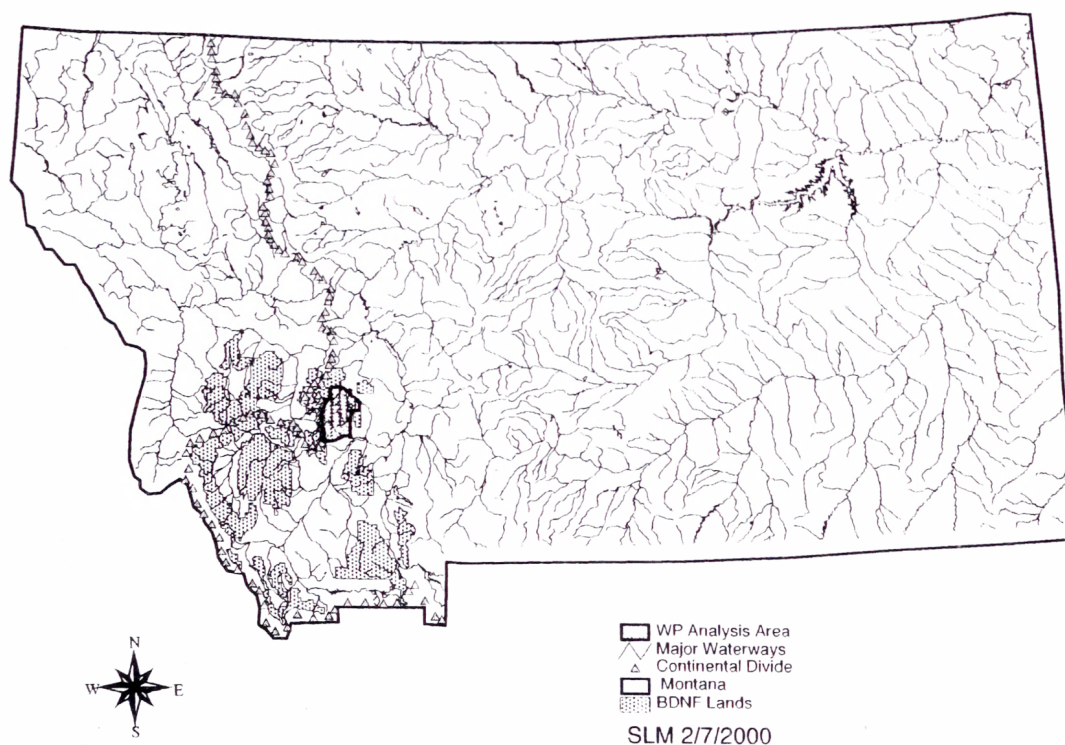 N
W E
S
WP Analysis Area
Major Waterways
Continental Divide
Montana
BDNF Lands
SLM 2/7/2000